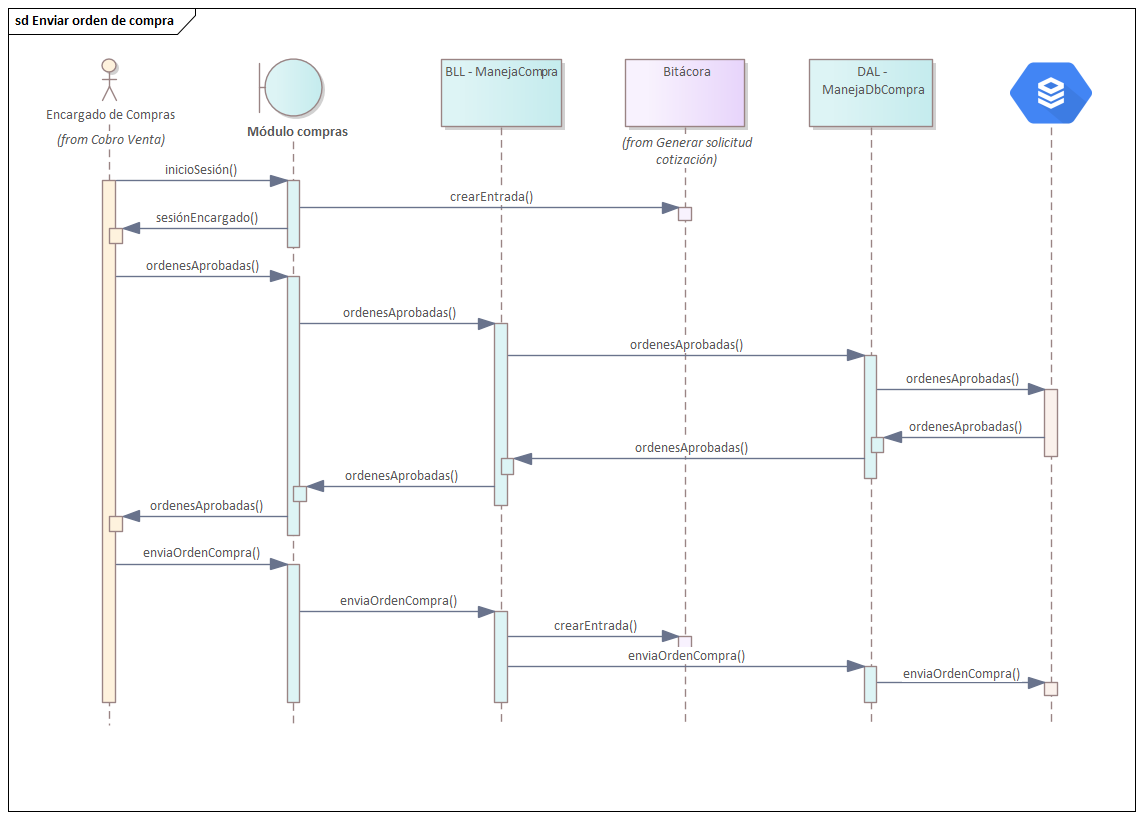 sd Enviar orden de compra
Encargado de Compras
(from Cobro Venta)
Módulo compras
BLL - ManejaCompra
Bitácora
(from Generar solicitud
cotización)
DAL -
ManejaDbCompra
inicioSesión()
crearEntrada()
sesiónEncargado()
ordenesAprobadas()
ordenesAprobadas()
ordenesAprobadas()
ordenesAprobadas()
ordenesAprobadas()
ordenesAprobadas()
ordenesAprobadas()
ordenesAprobadas()
enviaOrdenCompra()
enviaOrdenCompra()
crearEntrada()
enviaOrdenCompra()
enviaOrdenCompra()